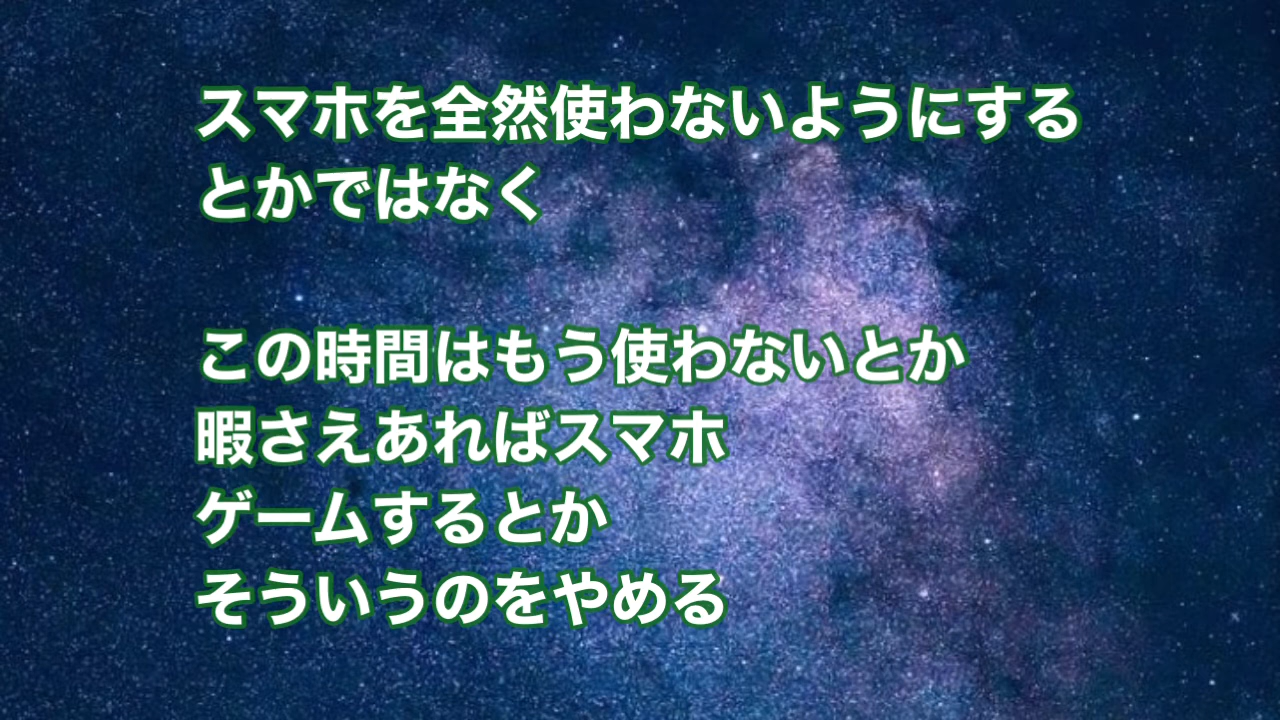 スマホを全然使わないようにする
とかではなく
この時間はもう使わないとか
暇さえあればスマホ
ゲームするとか
そういうのをやめる